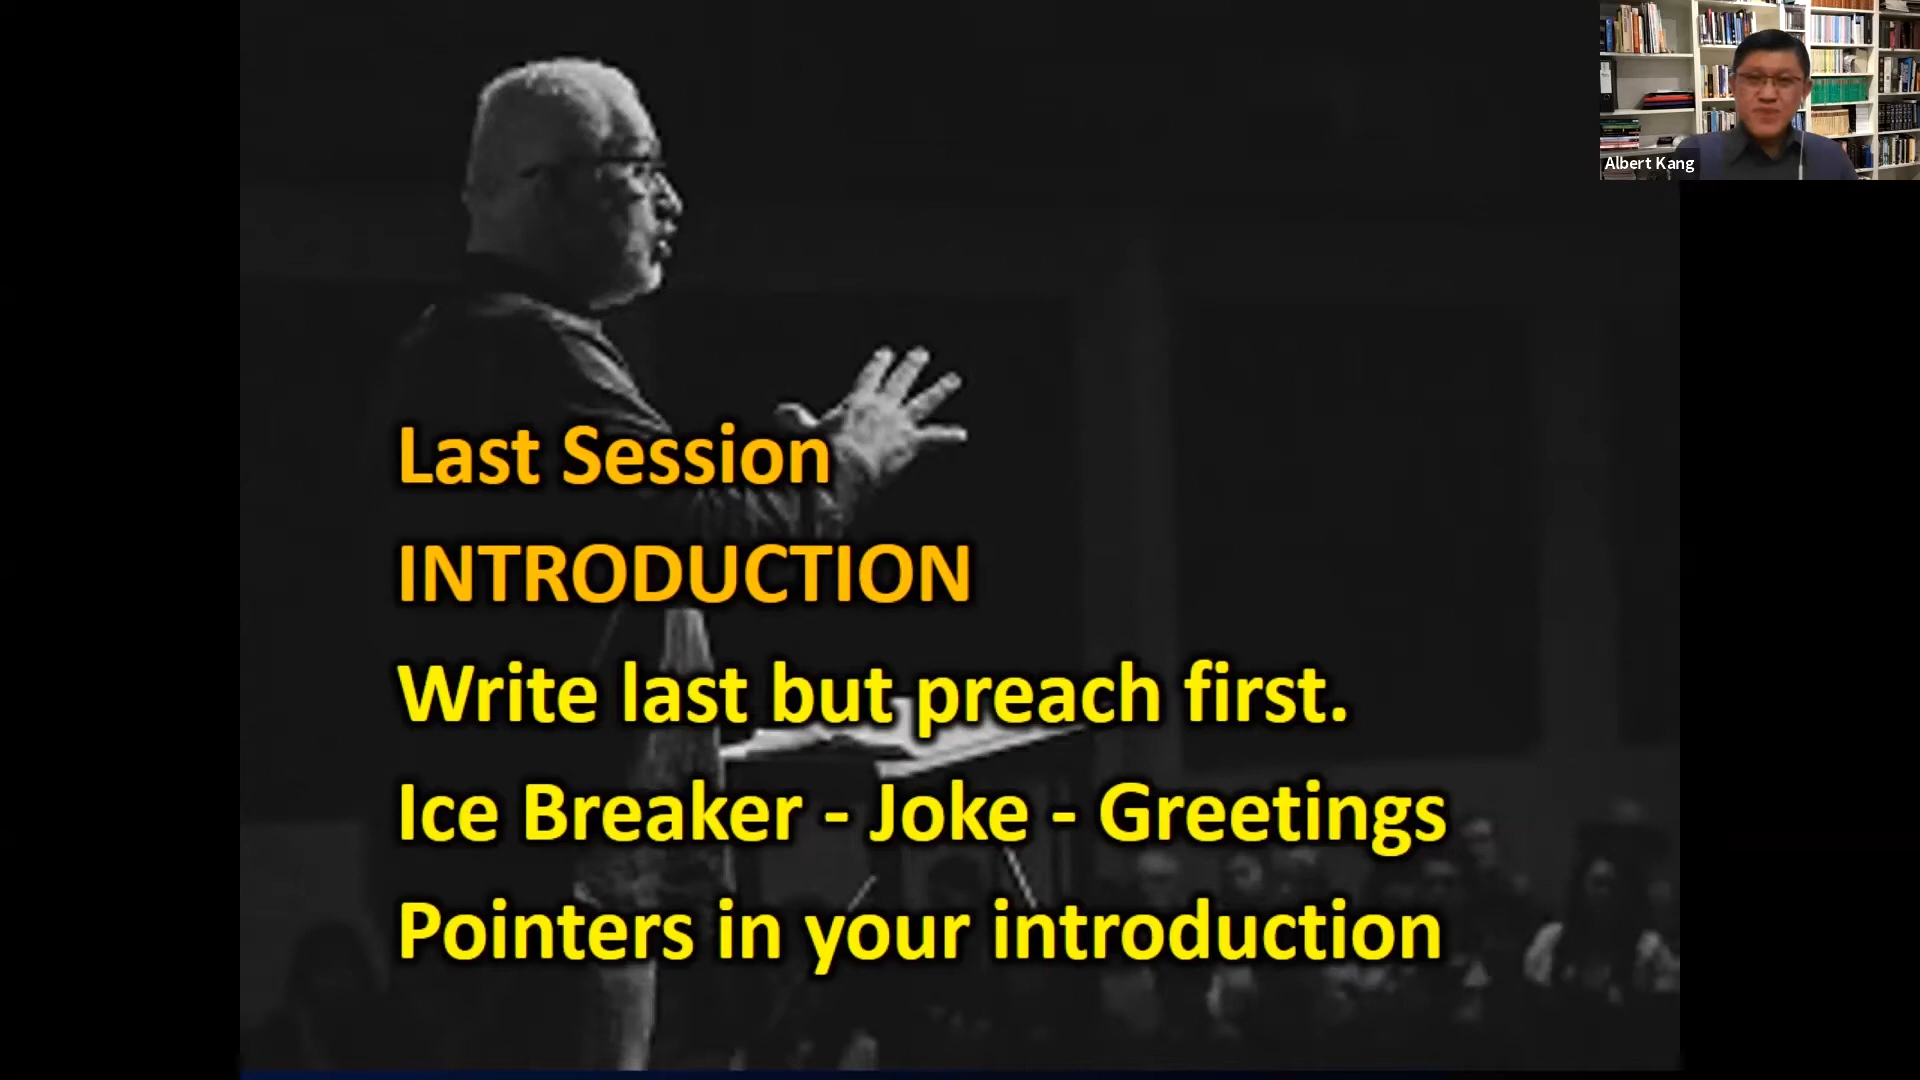 Albert Kang
Last Session
INTRODUCTION
Write last but preach first.
Ice Breaker - Joke - Greetings
Pointers in your introduction